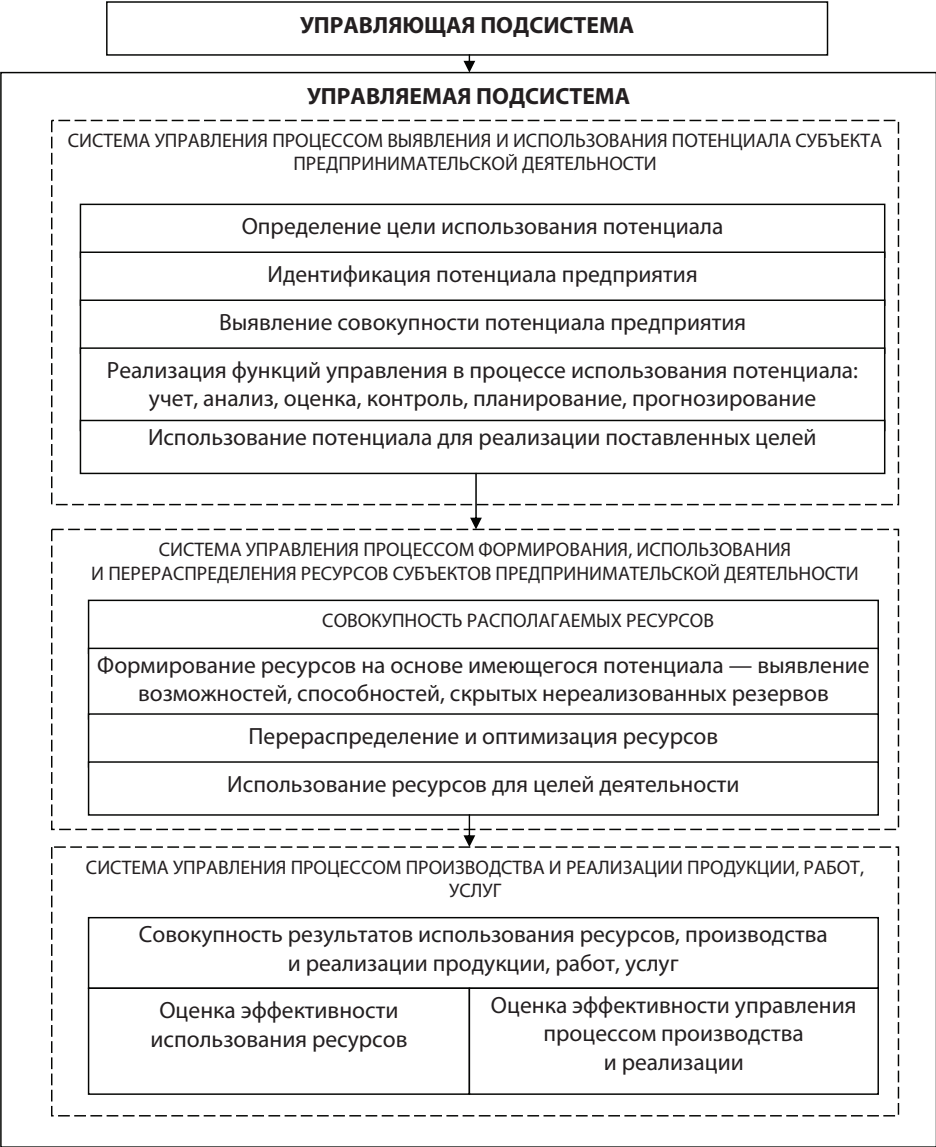 УПРАВЛЯЮЩАЯ ПОДСИСТЕМА
УПРАВЛЯЕМАЯ ПОДСИСТЕМА
СИСТЕМА УПРАВЛЕНИЯ ПРОЦЕССОМ ВЫЯВЛЕНИЯ И ИСПОЛЬЗОВАНИЯ ПОТЕНЦИАЛА СУБЪЕКТА
ПРЕДПРИНИМАТЕЛЬСКОЙ ДЕЯТЕЛЬНОСТИ
Определение цели использования потенциала
Идентификация потенциала предприятия
Выявление совокупности потенциала предприятия
Реализация функций управления в процессе использования потенциала:
учет, анализ, оценка, контроль, планирование, прогнозирование
Использование потенциала для реализации поставленных целей
СИСТЕМА УПРАВЛЕНИЯ ПРОЦЕССОМ ФОРМИРОВАНИЯ, ИСПОЛЬЗОВАНИЯ
И ПЕРЕРАСПРЕДЕЛЕНИЯ РЕСУРСОВ СУБЪЕКТОВ ПРЕДПРИНИМАТЕЛЬСКОЙ ДЕЯТЕЛЬНОСТИ
СОВОКУПНОСТЬ РАСПОЛАГАЕМЫХ РЕСУРСОВ
Формирование ресурсов на основе имеющегося потенциала — выявление
возможностей, способностей, скрытых нереализованных резервов
Перераспределение и оптимизация ресурсов
Использование ресурсов для целей деятельности
СИСТЕМА УПРАВЛЕНИЯ ПРОЦЕССОМ ПРОИЗВОДСТВА И РЕАЛИЗАЦИИ ПРОДУКЦИИ, РАБОТ,
УСЛУГ
Совокупность результатов использования ресурсов, производства
и реализации продукции, работ, услуг
Оценка эффективности
использования ресурсов
Оценка эффективности управления
процессом производства
и реализации